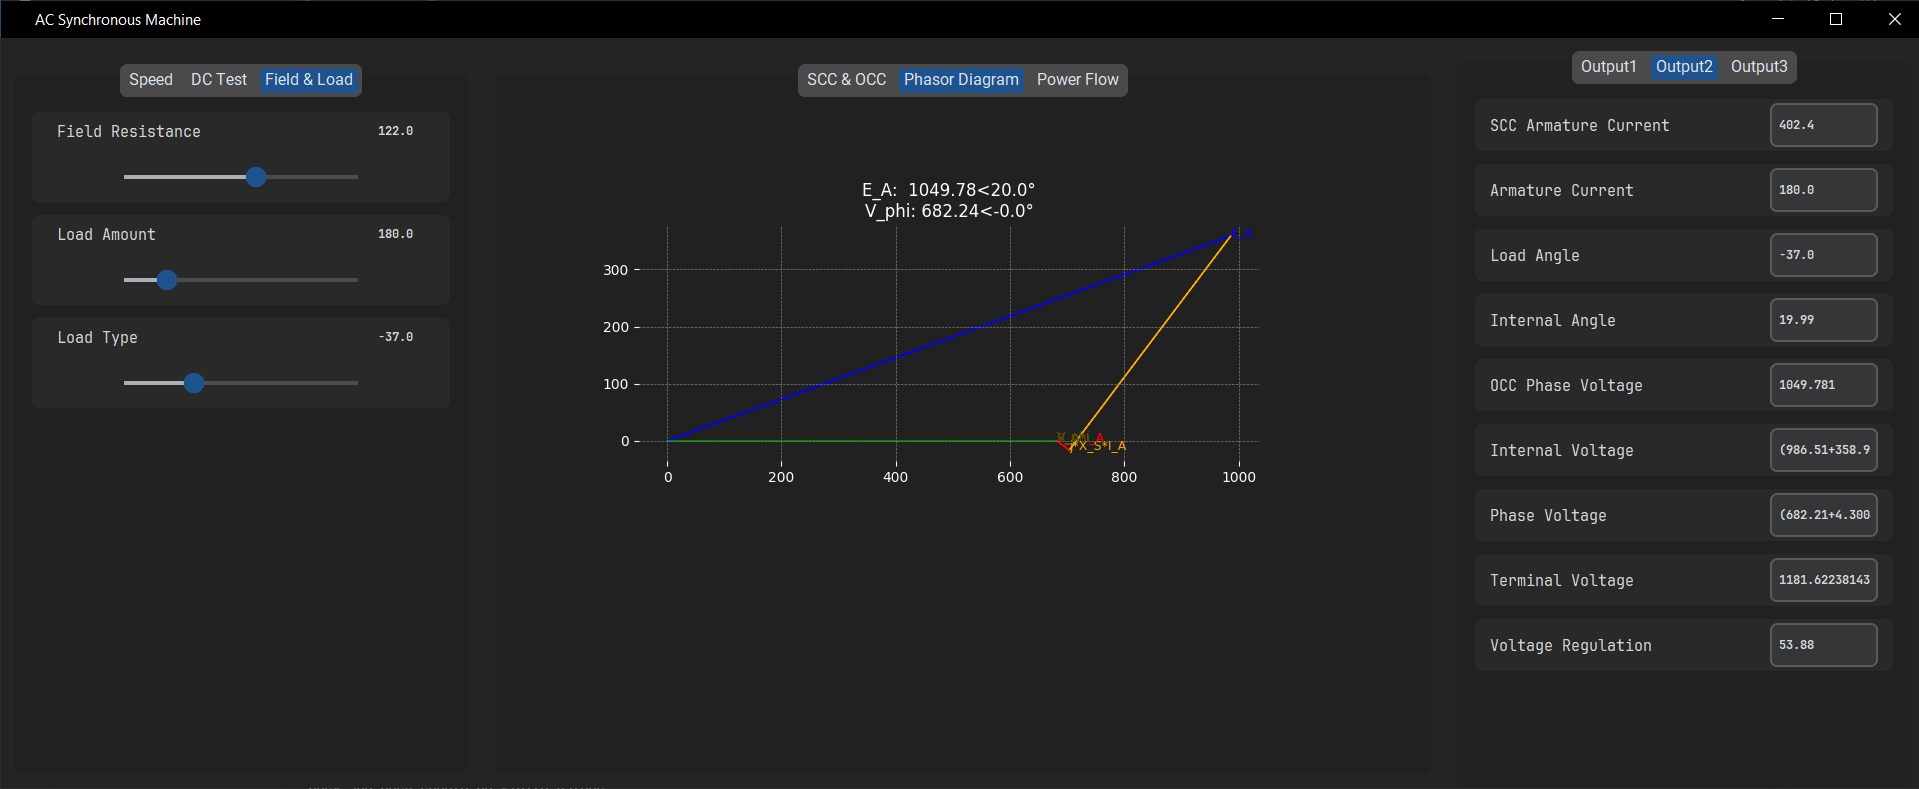 AC Synchronous Machine
Speed DC Test Field & Load
Field Resistance 122.0
Load Amount 180.0
Load Type -37.0
SCC & OCC Phasor Diagram Power Flow
E_A: 1049.78<20.0°
V_phi: 682.24<-0.0°
300
200
100
0
j*X_S*I_A
0 200 400 600 800 1000
Output1 Output2 Output3
SCC Armature Current 402.4
Armature Current 180.0
Load Angle -37.0
Internal Angle 19.99
OCC Phase Voltage 1049.781
Internal Voltage (986.51+358.9
Phase Voltage (682.21+4.300
Terminal Voltage 1181.62238143
Voltage Regulation 53.88